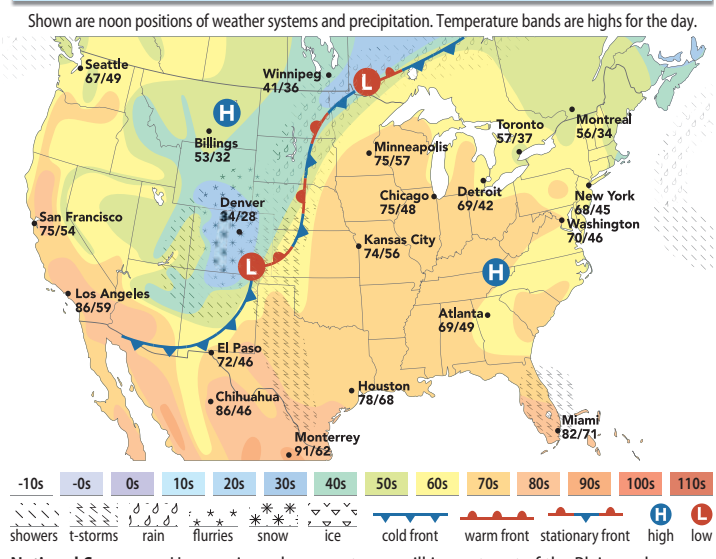 Shown are noon positions of weather systems and precipitation. Temperature bands are highs for the day.
Seattle
67/49
Winnipeg
41/36
L
H
Billings
53/32
Minneapolis
75/57
Toronto
57/37
Montreal
56/34
Denver
34/28
Chicago
75/48
Detroit
69/42
New York
68/45
San Francisco
75/54
Washington
70/46
Kansas City
74/56
L
H
Los Angeles
86/59
Atlanta
69/49
El Paso
72/46
Houston
78/68
Chihuahua
86/46
Miami
82/71
Monterrey
91/62
-10s -0s 0s 10s 20s 30s 40s 50s 60s 70s 80s 90s 100s 110s
H L
showers t-storms rain flurries snow ice cold front warm front stationary front high low